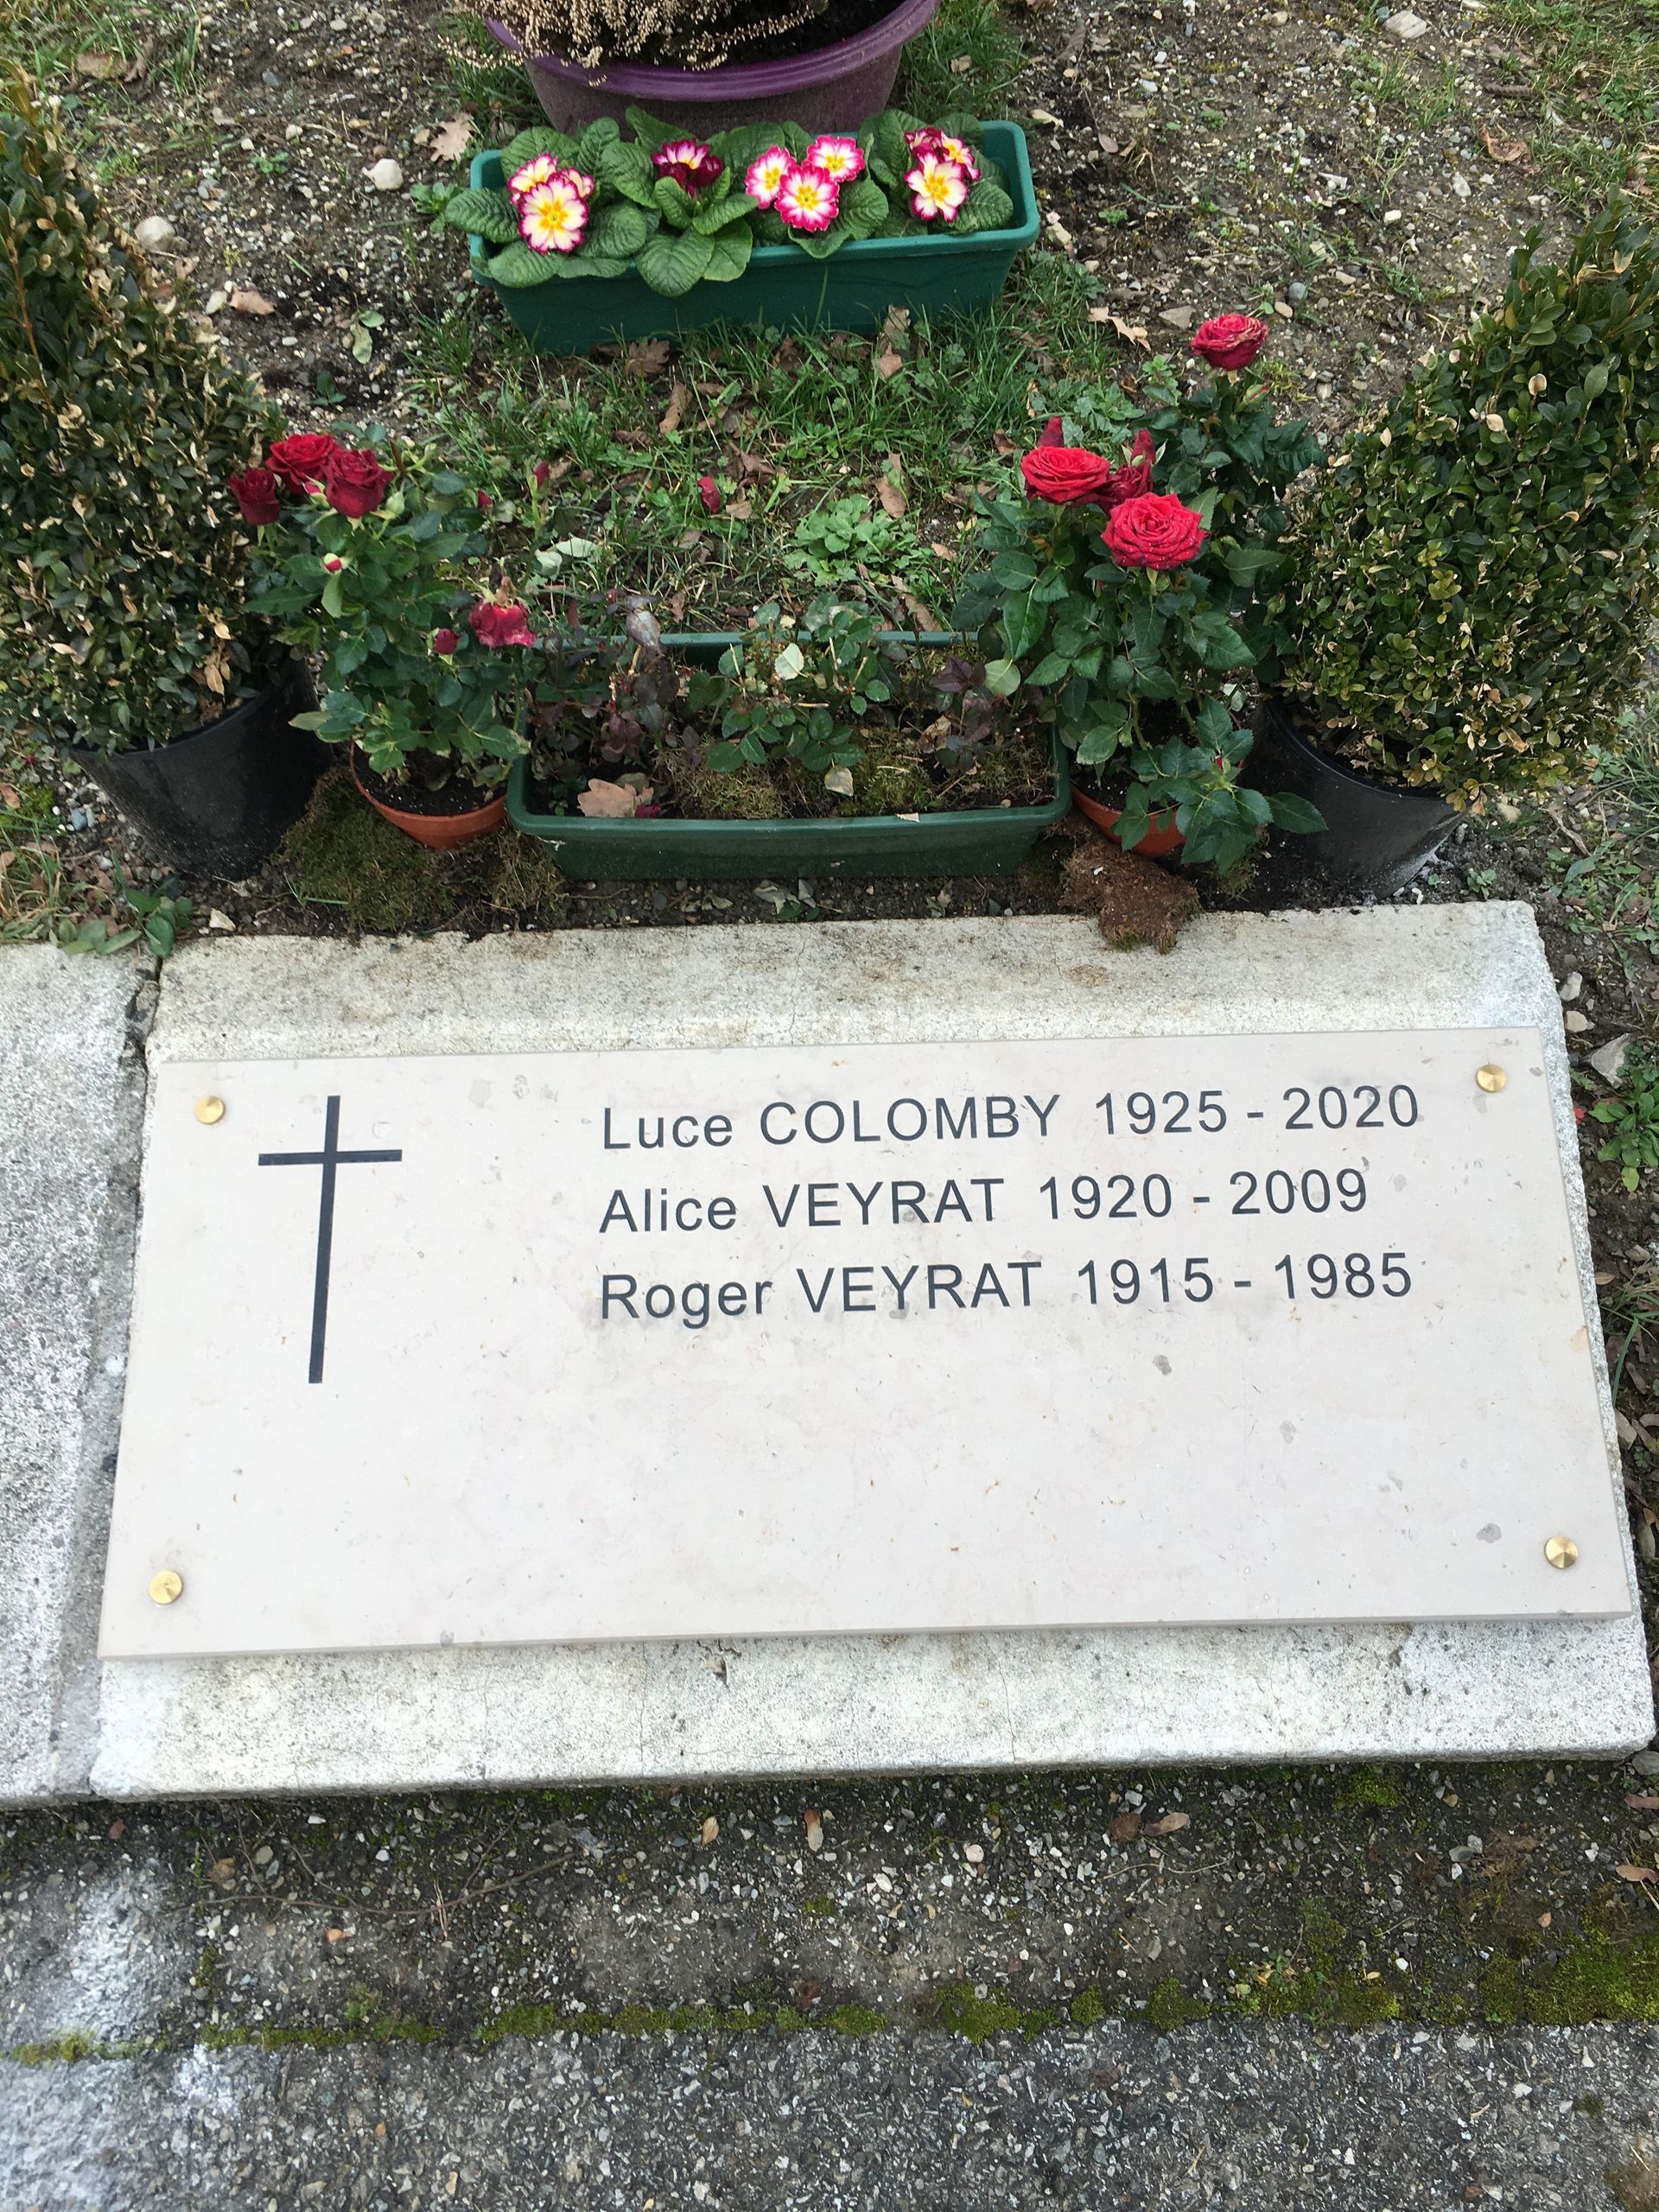 Luce COLOMBY 1925 - 2020
Alice VEYRAT 1920 - 2009
Roger VEYRAT 1915 - 1985